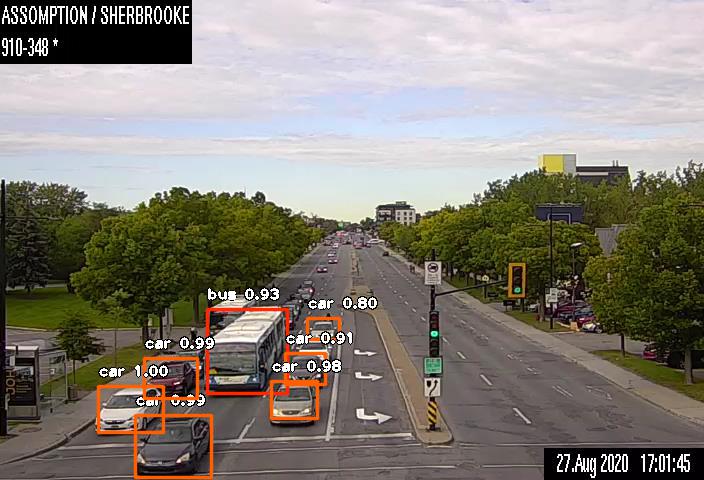 ASSOMPTION / SHERBROOKE
910-348 *
bus 0.93
car 0.80
car 0.91
car 0.99
car 0.98
car 1.00
car 0.99
27.Aug 2020 17:01:45